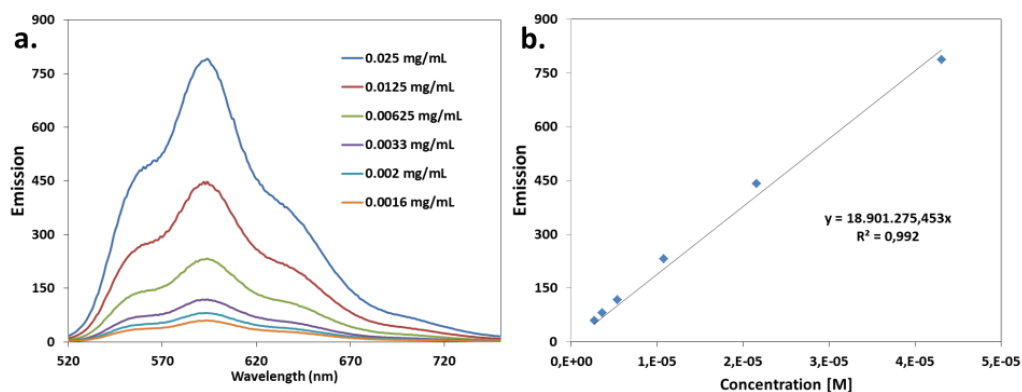 a.
900
750
600
450
300
150
0
Emission
520
570
620
670
720
Wavelength (nm)
0.025 mg/mL
0.0125 mg/mL
0.00625 mg/mL
0.0033 mg/mL
0.002 mg/mL
0.0016 mg/mL
b.
900
750
600
450
300
150
0
Emission
y = 18.901.275,453x
R² = 0,992
0,E+00
1,E-05
2,E-05
3,E-05
4,E-05
5,E-05
Concentration [M]